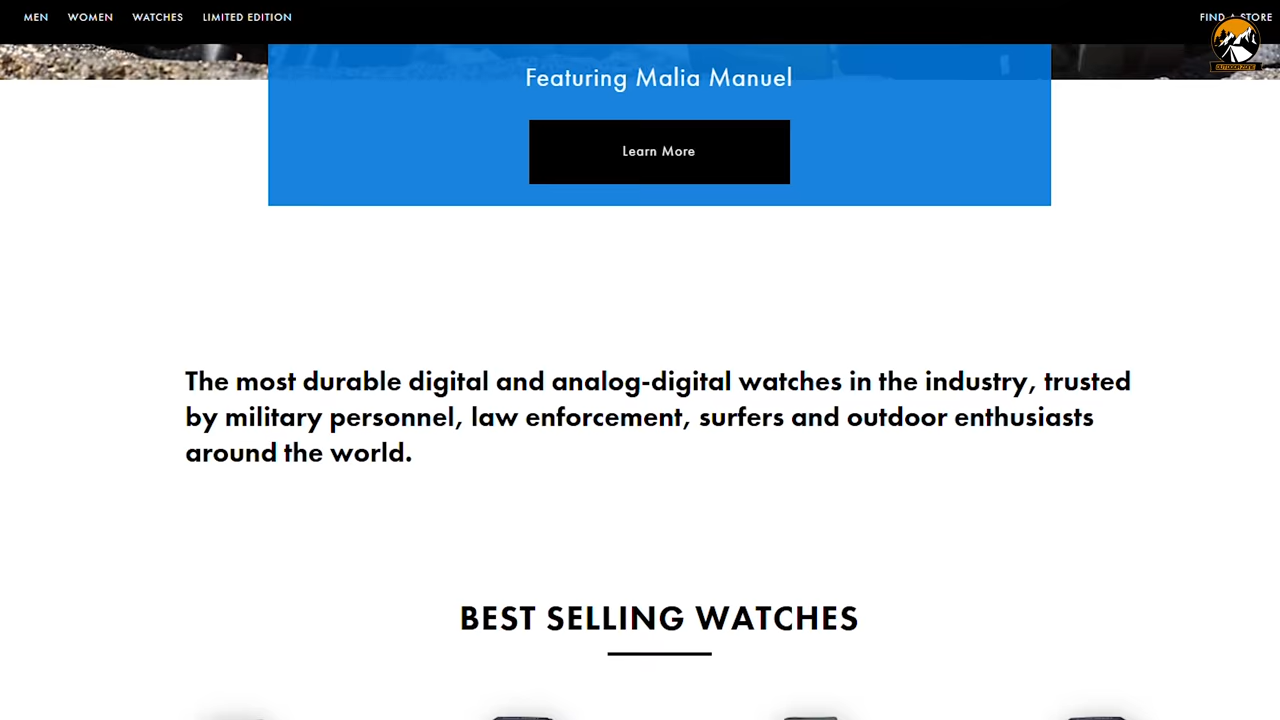 MEN WOMEN WATCHES LIMITED EDITION FIND A STORE
OUTDOOR ZONE
Featuring Malia Manuel
Learn More
The most durable digital and analog-digital watches in the industry, trusted
by military personnel, law enforcement, surfers and outdoor enthusiasts
around the world.
BEST SELLING WATCHES